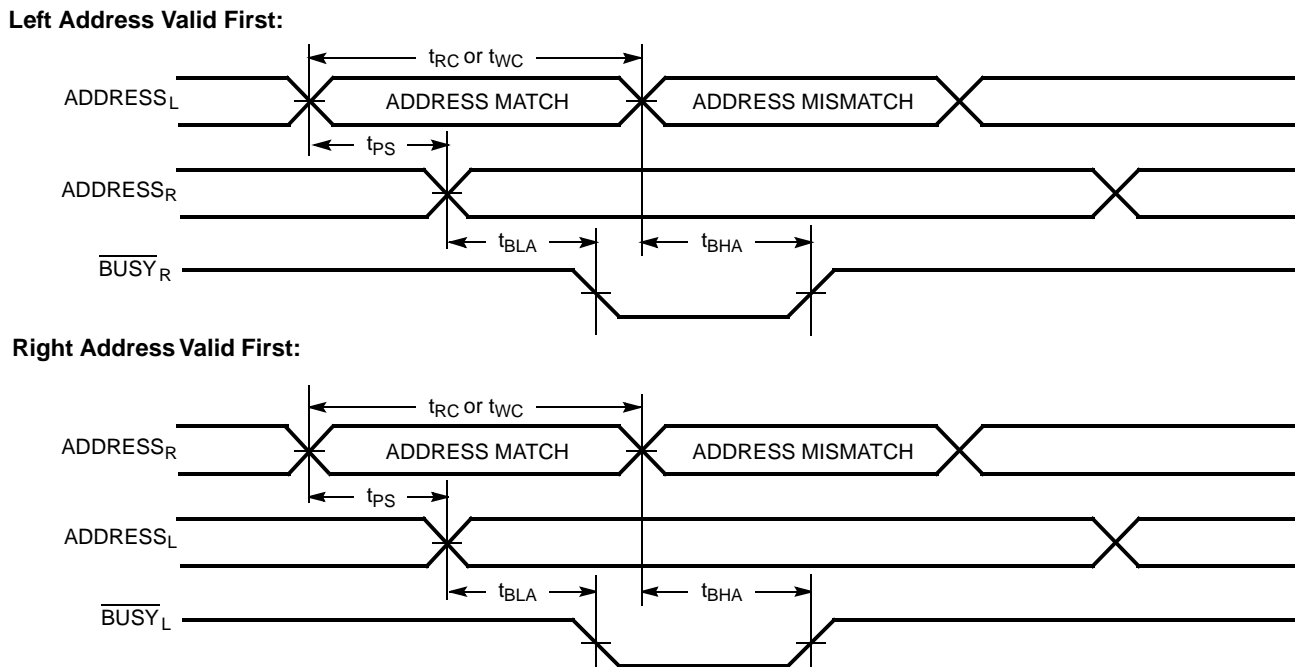 Left Address Valid First:
tRC or tWC
ADDRESSL
ADDRESS MATCH
ADDRESS MISMATCH
tPS
ADDRESSR
tBLA
tBHA
BUSYR
Right Address Valid First:
tRC or tWC
ADDRESSR
ADDRESS MATCH
ADDRESS MISMATCH
tPS
ADDRESSL
tBLA
tBHA
BUSYL